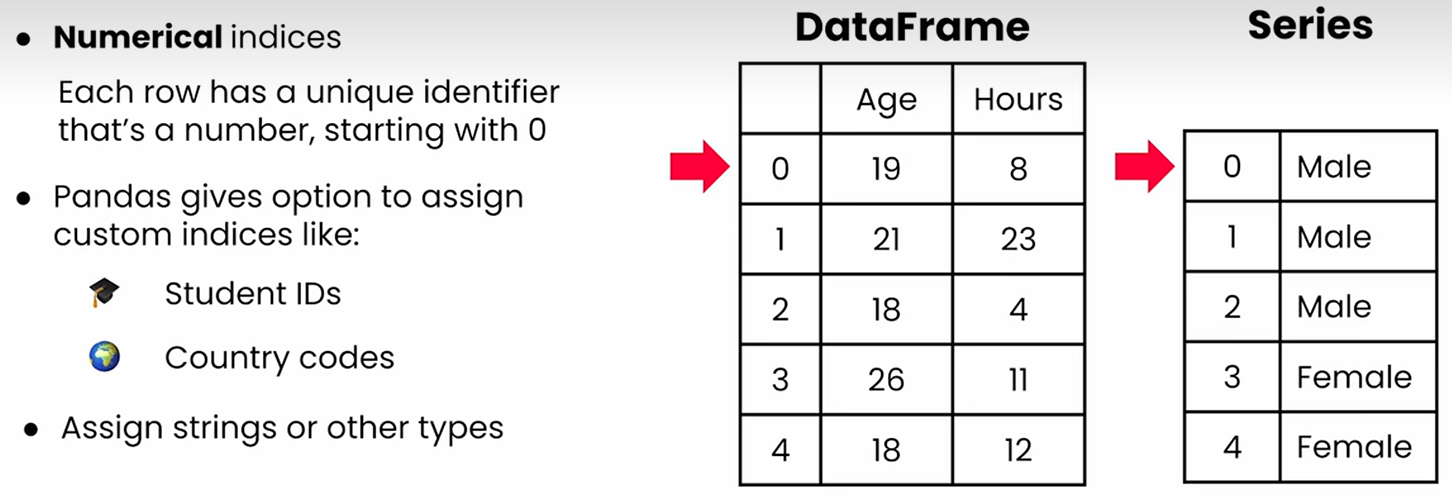 ● Numerical indices
Each row has a unique identifier
that's a number, starting with 0
● Pandas gives option to assign
custom indices like:
Student IDs
Country codes
● Assign strings or other types
DataFrame
Age Hours
0 19 8
1 21 23
2 18 4
3 26 11
4 18 12
Series
0 Male
1 Male
2 Male
3 Female
4 Female